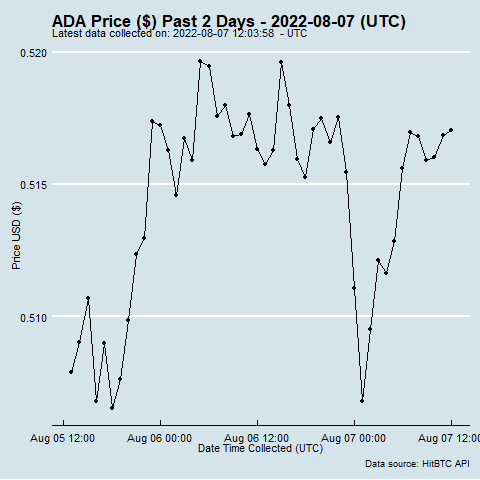 ADA Price ($) Past 2 Days - 2022-08-07 (UTC)
Latest data collected on: 2022-08-07 12:03:58 - UTC
0.520
0.515
0.510
Price USD ($)
Aug 05 12:00 Aug 06 00:00 Aug 06 12:00 Aug 07 00:00 Aug 07 12:00
Date Time Collected (UTC)
Data source: HitBTC API